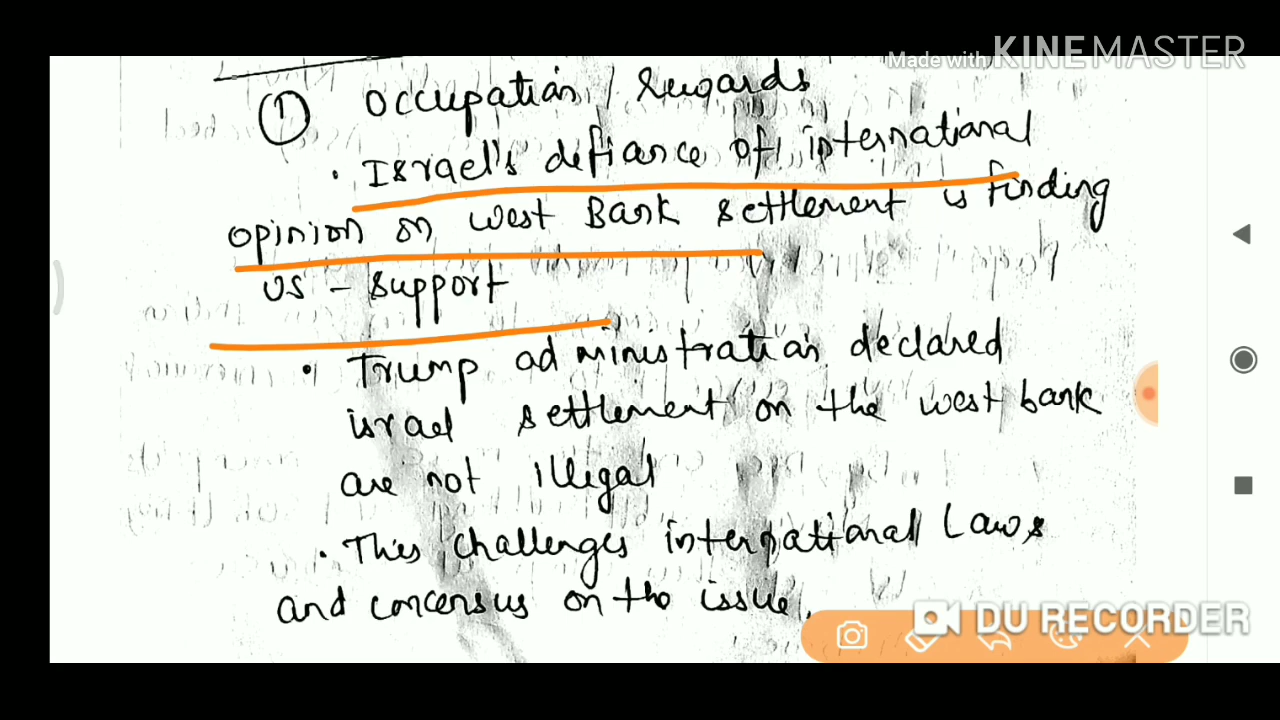 Made with KINEMASTER
① Occupation / Regards
• Israel's defiance of international
opinion on West Bank settlement is finding
US - support
• Trump administration declared
israel settlement on the west bank
are not illegal
• This challenges international Laws
and concensus on the issue.
DU RECORDER